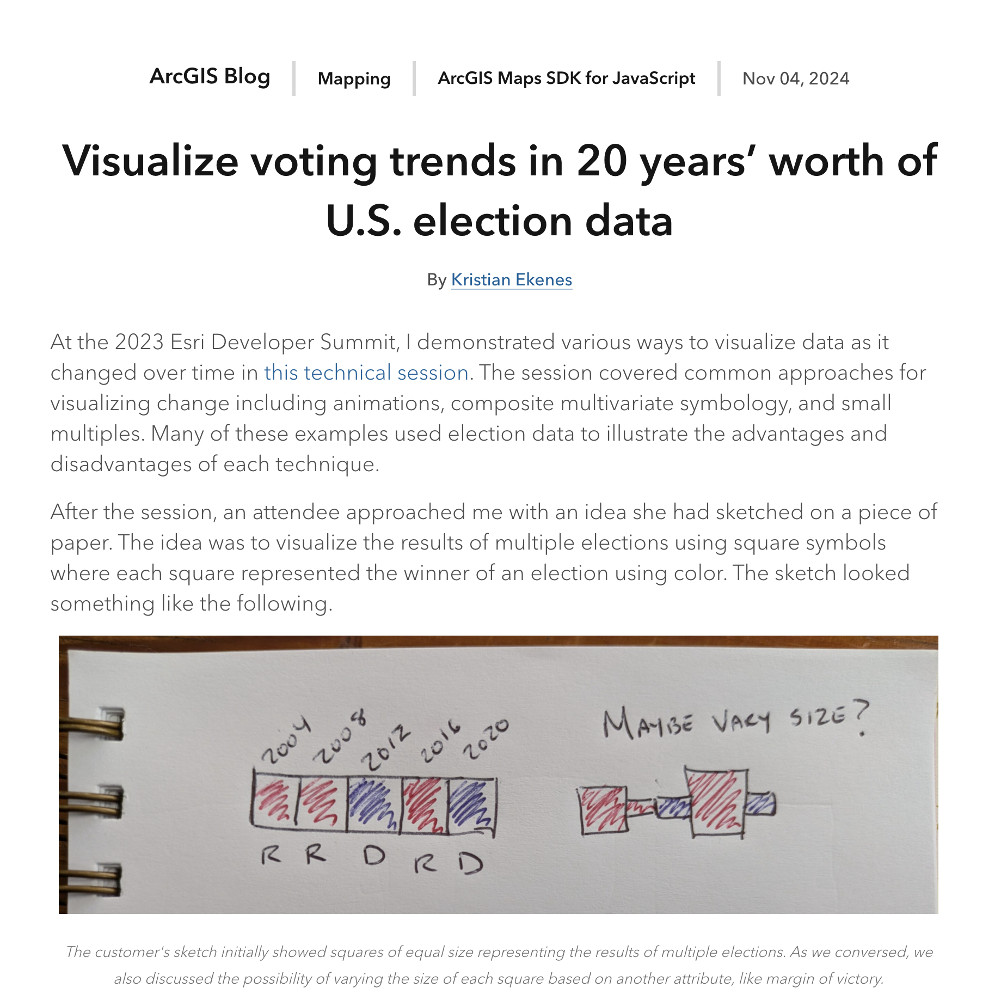 ArcGIS Blog | Mapping | ArcGIS Maps SDK for JavaScript | Nov 04, 2024
Visualize voting trends in 20 years’ worth of
U.S. election data
By Kristian Ekenes
At the 2023 Esri Developer Summit, I demonstrated various ways to visualize data as it
changed over time in this technical session. The session covered common approaches for
visualizing change including animations, composite multivariate symbology, and small
multiples. Many of these examples used election data to illustrate the advantages and
disadvantages of each technique.
After the session, an attendee approached me with an idea she had sketched on a piece of
paper. The idea was to visualize the results of multiple elections using square symbols
where each square represented the winner of an election using color. The sketch looked
something like the following.
2004 2008 2012 2016 2020
R R D R D
MAYBE VARY SIZE?
The customer's sketch initially showed squares of equal size representing the results of multiple elections. As we conversed, we
also discussed the possibility of varying the size of each square based on another attribute, like margin of victory.